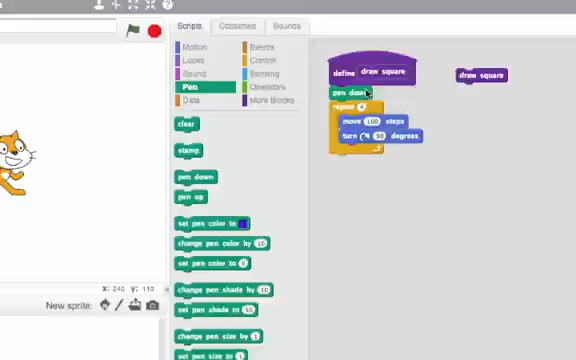 Scripts Costumes Sounds
Motion Events
Looks Control
Sound Sensing
Pen Operators
Data More Blocks
clear
stamp
pen down
pen up
set pen color to
change pen color by 10
set pen color to 0
change pen shade by 10
set pen shade to 50
change pen size by 1
set pen size to 1
define draw square
pen down
repeat 4
move 100 steps
turn 90 degrees
draw square
x: 240 y: 110
New sprite: